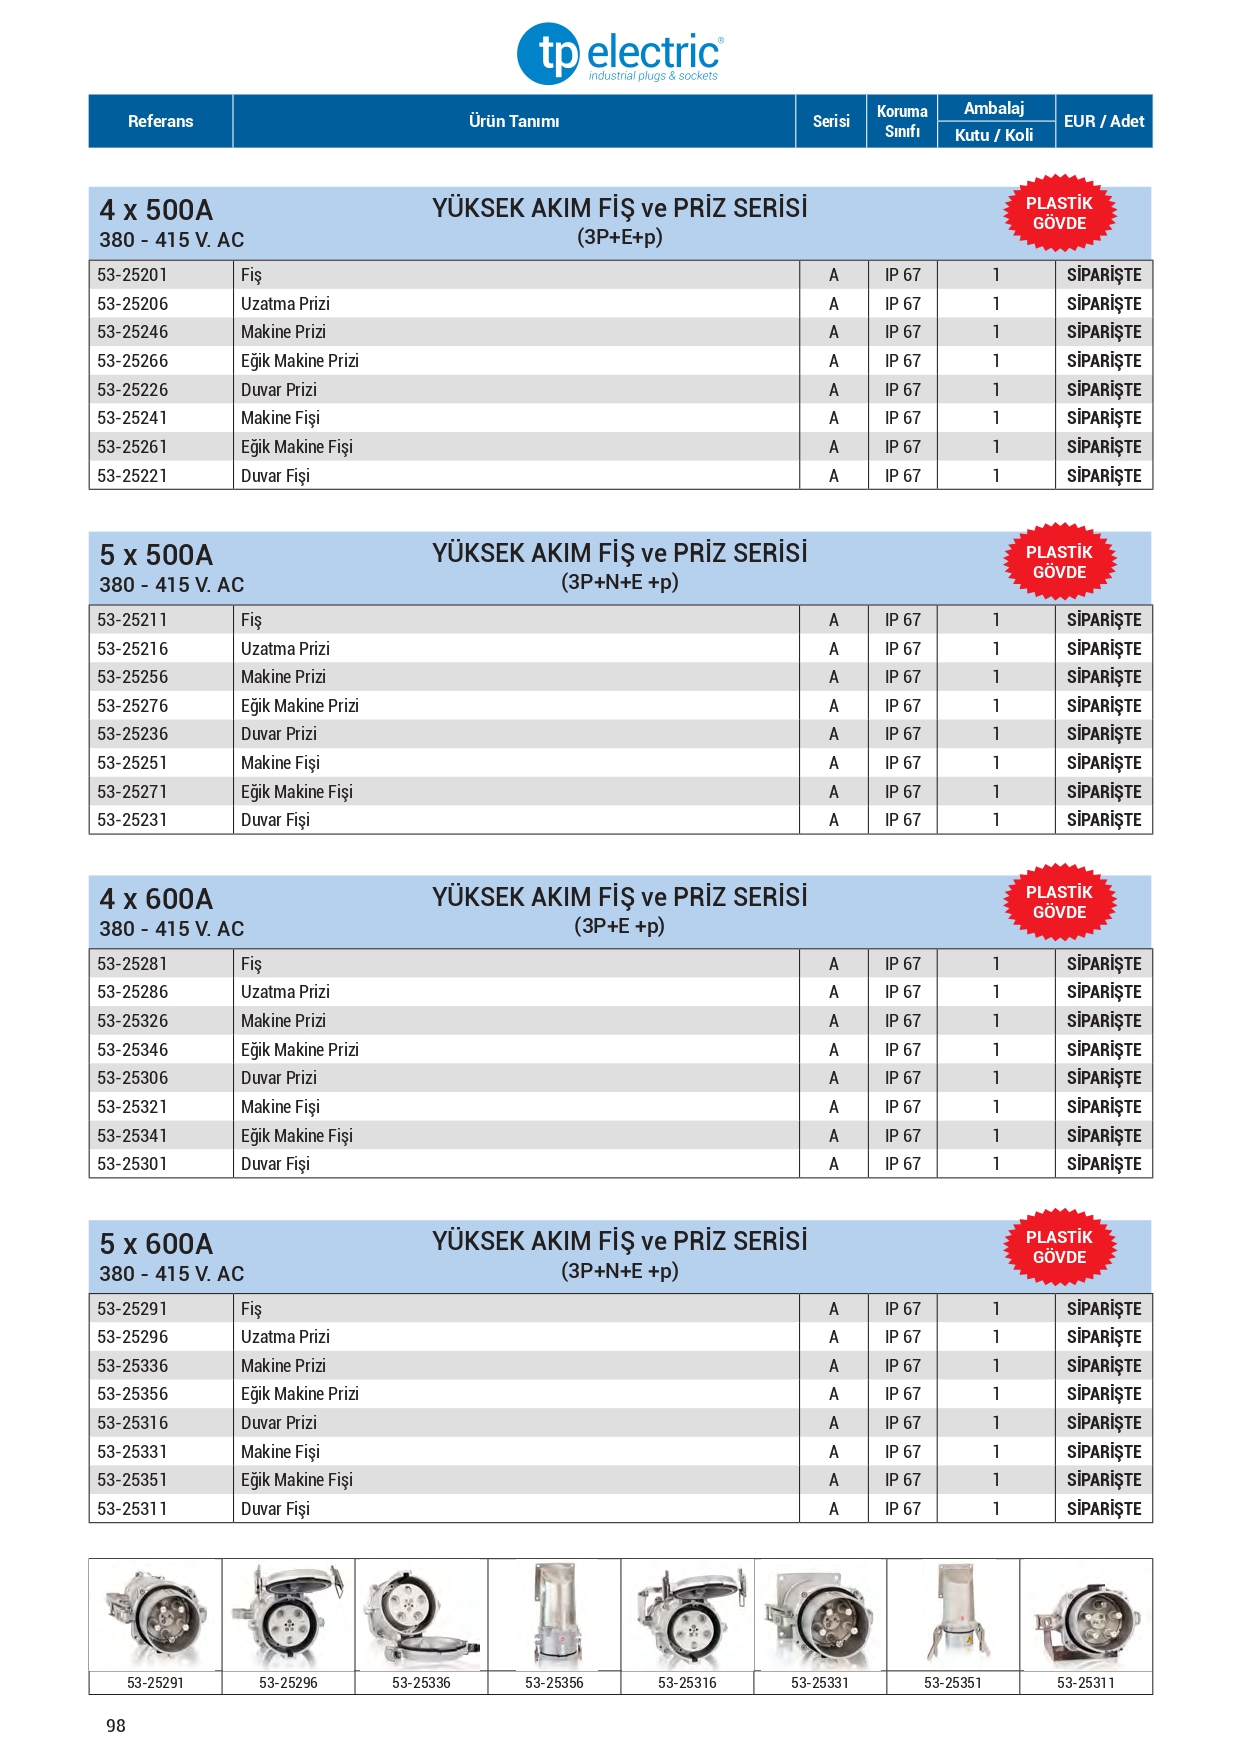 tp electric®
industrial plugs & sockets
Referans Ürün Tanımı Serisi Koruma Sınıfı Ambalaj Kutu / Koli EUR / Adet
4 x 500A YÜKSEK AKIM FİŞ ve PRİZ SERİSİ PLASTİK GÖVDE
380 - 415 V. AC (3P+E+p)
53-25201 Fiş A IP 67 1 SİPARİŞTE
53-25206 Uzatma Prizi A IP 67 1 SİPARİŞTE
53-25246 Makine Prizi A IP 67 1 SİPARİŞTE
53-25266 Eğik Makine Prizi A IP 67 1 SİPARİŞTE
53-25226 Duvar Prizi A IP 67 1 SİPARİŞTE
53-25241 Makine Fişi A IP 67 1 SİPARİŞTE
53-25261 Eğik Makine Fişi A IP 67 1 SİPARİŞTE
53-25221 Duvar Fişi A IP 67 1 SİPARİŞTE
5 x 500A YÜKSEK AKIM FİŞ ve PRİZ SERİSİ PLASTİK GÖVDE
380 - 415 V. AC (3P+N+E +p)
53-25211 Fiş A IP 67 1 SİPARİŞTE
53-25216 Uzatma Prizi A IP 67 1 SİPARİŞTE
53-25256 Makine Prizi A IP 67 1 SİPARİŞTE
53-25276 Eğik Makine Prizi A IP 67 1 SİPARİŞTE
53-25236 Duvar Prizi A IP 67 1 SİPARİŞTE
53-25251 Makine Fişi A IP 67 1 SİPARİŞTE
53-25271 Eğik Makine Fişi A IP 67 1 SİPARİŞTE
53-25231 Duvar Fişi A IP 67 1 SİPARİŞTE
4 x 600A YÜKSEK AKIM FİŞ ve PRİZ SERİSİ PLASTİK GÖVDE
380 - 415 V. AC (3P+E +p)
53-25281 Fiş A IP 67 1 SİPARİŞTE
53-25286 Uzatma Prizi A IP 67 1 SİPARİŞTE
53-25326 Makine Prizi A IP 67 1 SİPARİŞTE
53-25346 Eğik Makine Prizi A IP 67 1 SİPARİŞTE
53-25306 Duvar Prizi A IP 67 1 SİPARİŞTE
53-25321 Makine Fişi A IP 67 1 SİPARİŞTE
53-25341 Eğik Makine Fişi A IP 67 1 SİPARİŞTE
53-25301 Duvar Fişi A IP 67 1 SİPARİŞTE
5 x 600A YÜKSEK AKIM FİŞ ve PRİZ SERİSİ PLASTİK GÖVDE
380 - 415 V. AC (3P+N+E +p)
53-25291 Fiş A IP 67 1 SİPARİŞTE
53-25296 Uzatma Prizi A IP 67 1 SİPARİŞTE
53-25336 Makine Prizi A IP 67 1 SİPARİŞTE
53-25356 Eğik Makine Prizi A IP 67 1 SİPARİŞTE
53-25316 Duvar Prizi A IP 67 1 SİPARİŞTE
53-25331 Makine Fişi A IP 67 1 SİPARİŞTE
53-25351 Eğik Makine Fişi A IP 67 1 SİPARİŞTE
53-25311 Duvar Fişi A IP 67 1 SİPARİŞTE
53-25291 53-25296 53-25336 53-25356 53-25316 53-25331 53-25351 53-25311
98